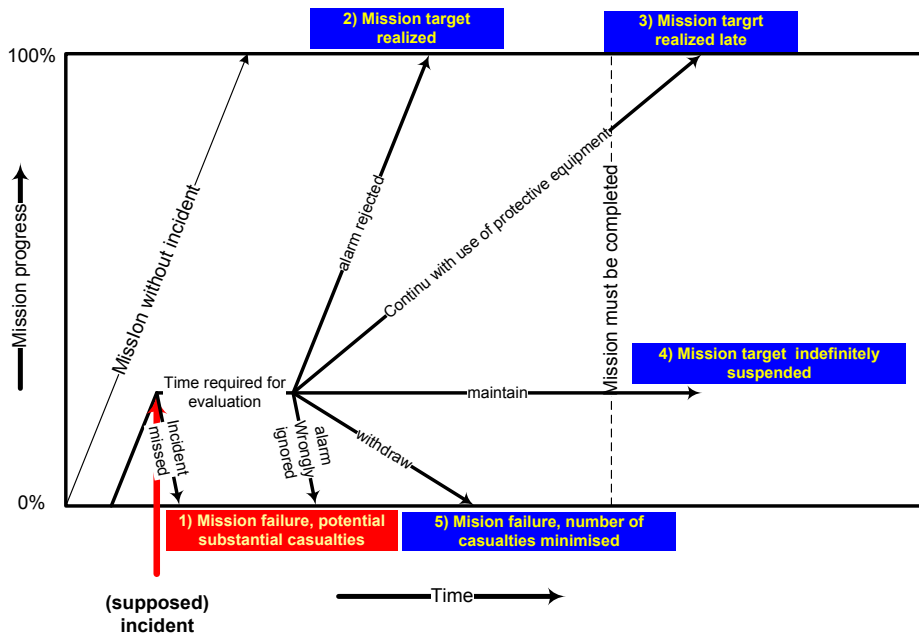 2) Mission target
realized
3) Mission targrt
realized late
100%
Mission progress
Mission without incident
alarm rejected
Continu with use of protective equipment
Mission must be completed
4) Mission target  indefinitely
suspended
Time required for
evaluation
maintain
Incident
missed
alarm
Wrongly
ignored
withdraw
0%
1) Mission failure, potential
substantial casualties
5) Mision failure, number of
casualties minimised
Time
(supposed)
incident